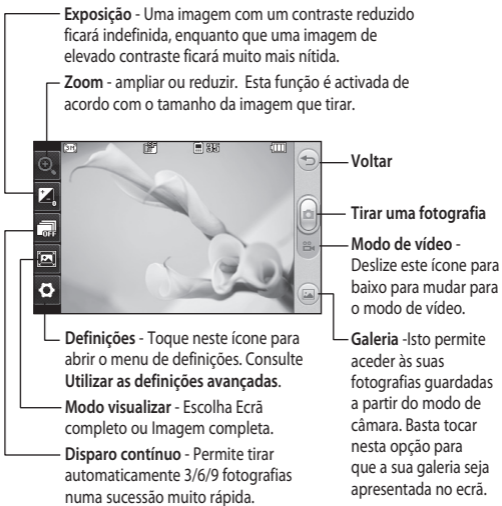 Exposição - Uma imagem com um contraste reduzido
ficará indefinida, enquanto que uma imagem de
elevado contraste ficará muito mais nítida.
Zoom - ampliar ou reduzir. Esta função é activada de
acordo com o tamanho da imagem que tirar.
3M
35
OFF
0
Voltar
Tirar uma fotografia
Modo de vídeo -
Deslize este ícone para
baixo para mudar para
o modo de vídeo.
Galeria -Isto permite
aceder às suas
fotografias guardadas
a partir do modo de
câmara. Basta tocar
nesta opção para
que a sua galeria seja
apresentada no ecrã.
Definições - Toque neste ícone para
abrir o menu de definições. Consulte
Utilizar as definições avançadas.
Modo visualizar - Escolha Ecrã
completo ou Imagem completa.
Disparo contínuo - Permite tirar
automaticamente 3/6/9 fotografias
numa sucessão muito rápida.